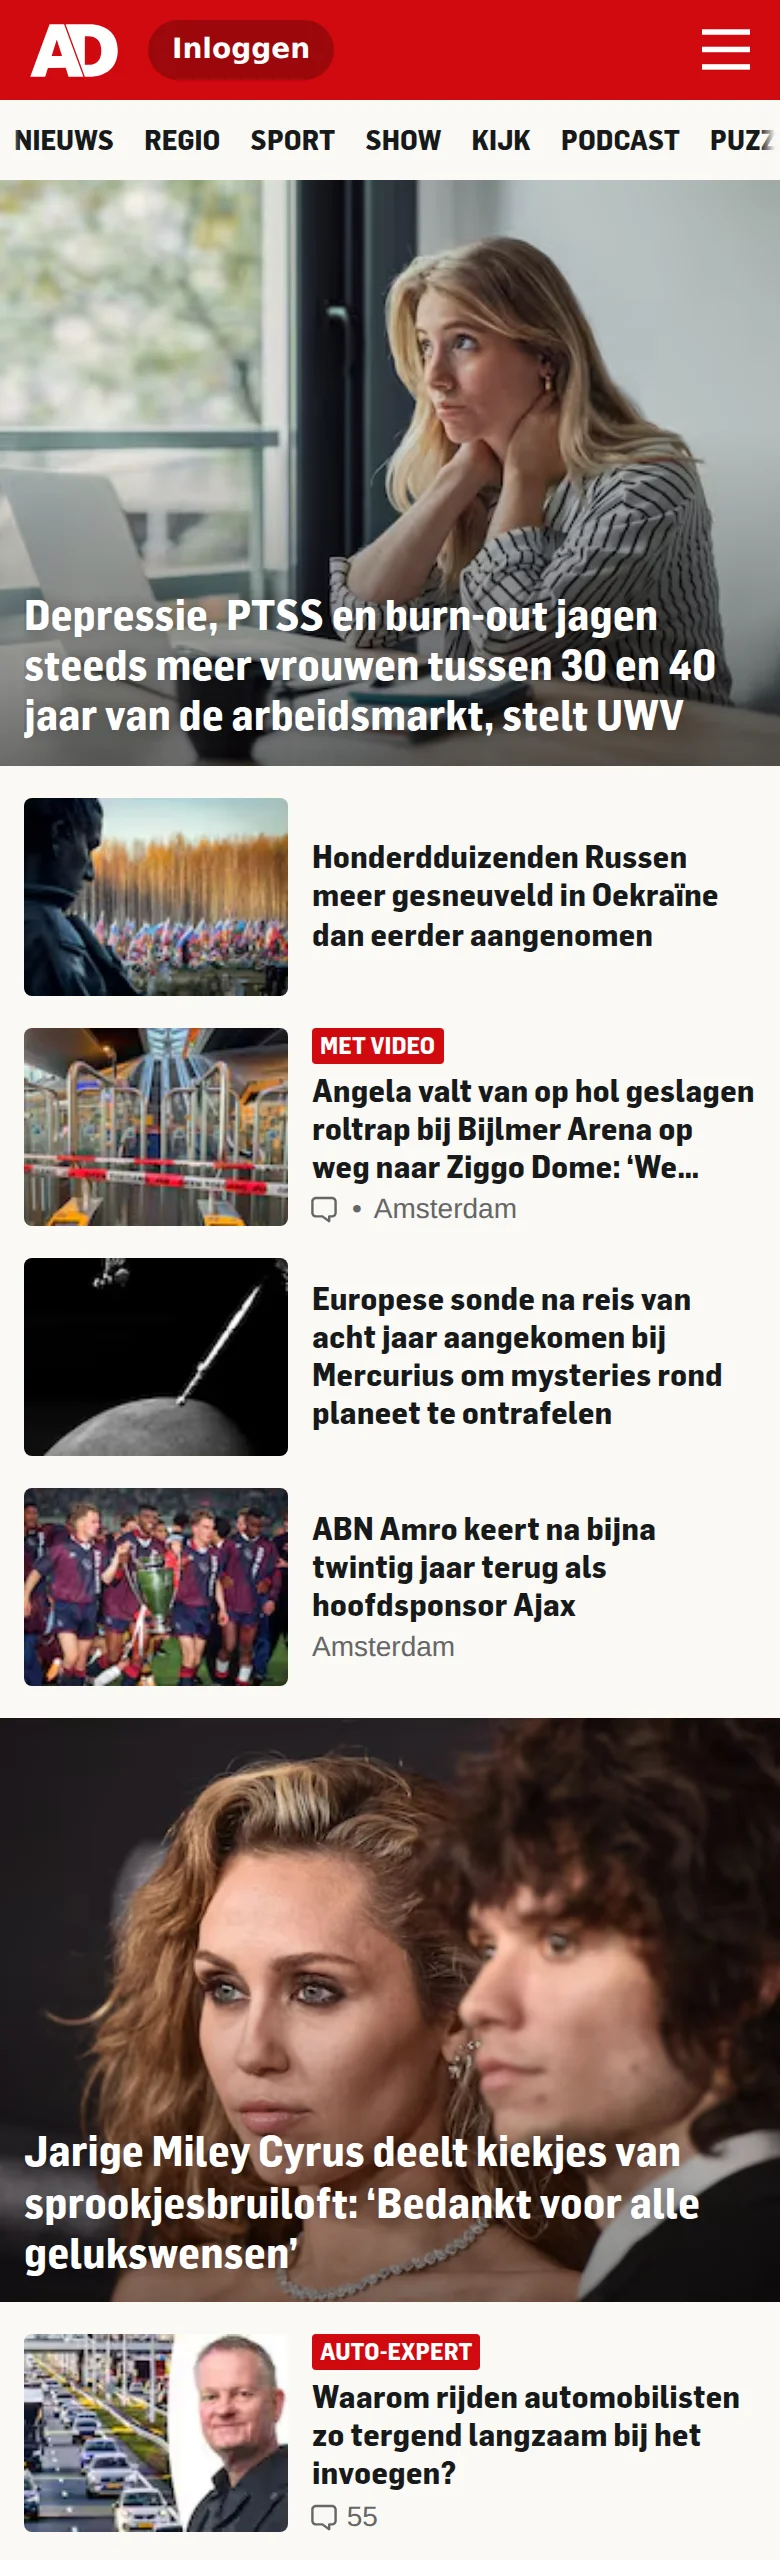 AD
Inloggen
NIEUWS REGIO SPORT SHOW KIJK PODCAST PUZZ
Depressie, PTSS en burn-out jagen
steeds meer vrouwen tussen 30 en 40
jaar van de arbeidsmarkt, stelt UWV
Honderdduizenden Russen
meer gesneuveld in Oekraïne
dan eerder aangenomen
MET VIDEO
Angela valt van op hol geslagen
roltrap bij Bijlmer Arena op
weg naar Ziggo Dome: ‘We...
• Amsterdam
Europese sonde na reis van
acht jaar aangekomen bij
Mercurius om mysteries rond
planeet te ontrafelen
ABN Amro keert na bijna
twintig jaar terug als
hoofdsponsor Ajax
Amsterdam
Jarige Miley Cyrus deelt kiekjes van
sprookjesbruiloft: ‘Bedankt voor alle
gelukswensen’
AUTO-EXPERT
Waarom rijden automobilisten
zo tergend langzaam bij het
invoegen?
55